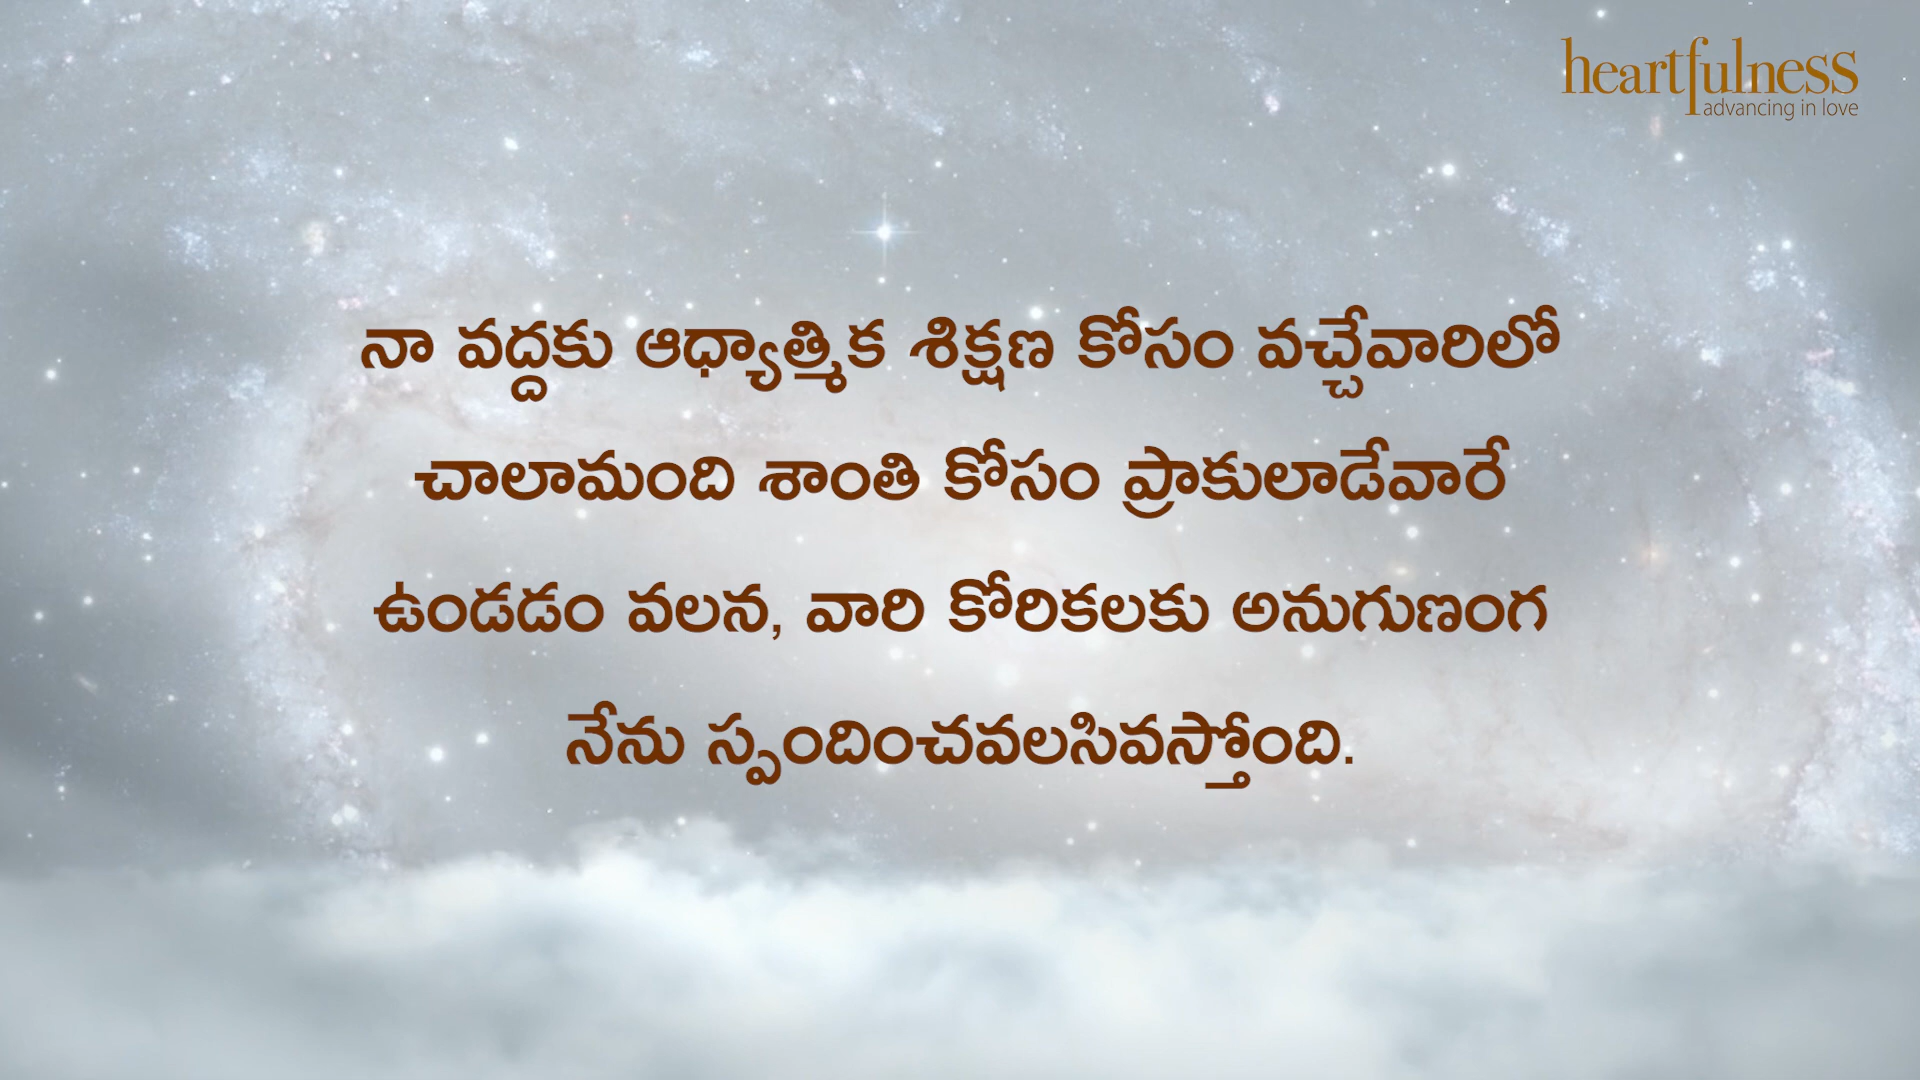 heartfulness
advancing in love
నా వద్దకు ఆధ్యాత్మిక శిక్షణ కోసం వచ్చేవారిలో
చాలామంది శాంతి కోసం ప్రాకులాడేవారే
ఉండడం వలన, వారి కోరికలకు అనుగుణంగ
నేను స్పందించవలసివస్తోంది.